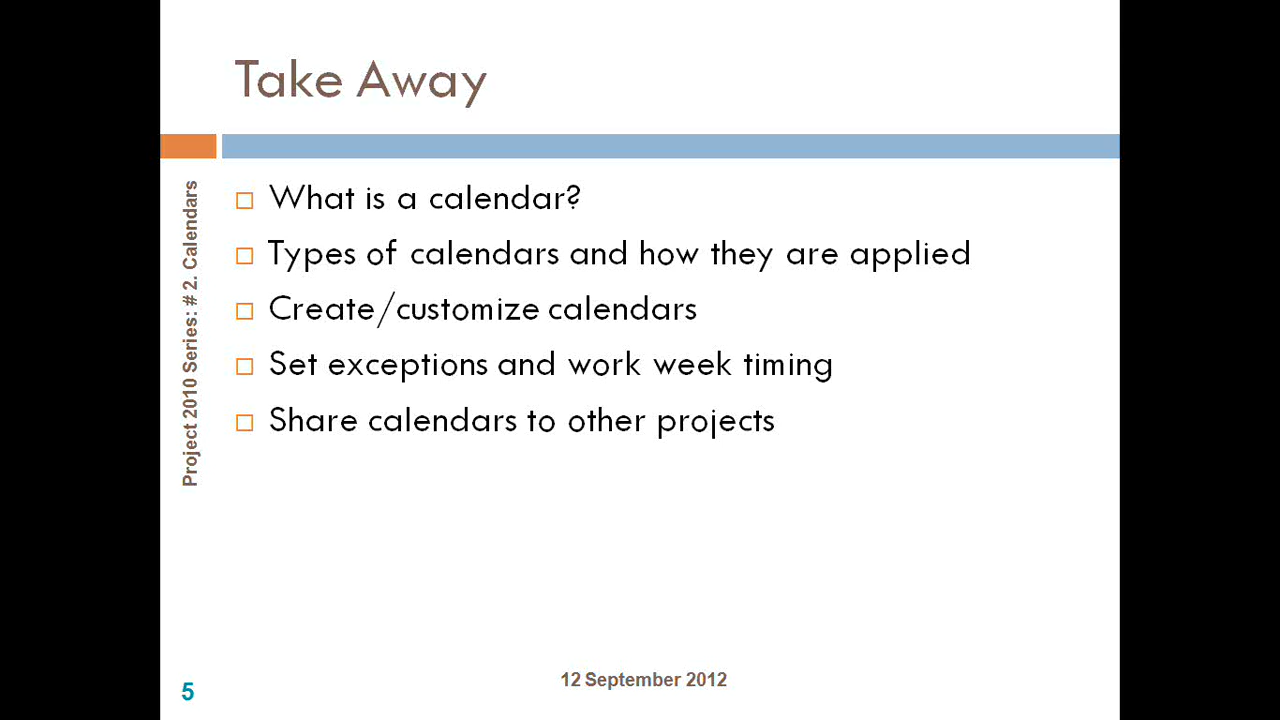 Take Away
Project 2010 Series: # 2. Calendars
What is a calendar?
Types of calendars and how they are applied
Create/customize calendars
Set exceptions and work week timing
Share calendars to other projects
12 September 2012
5